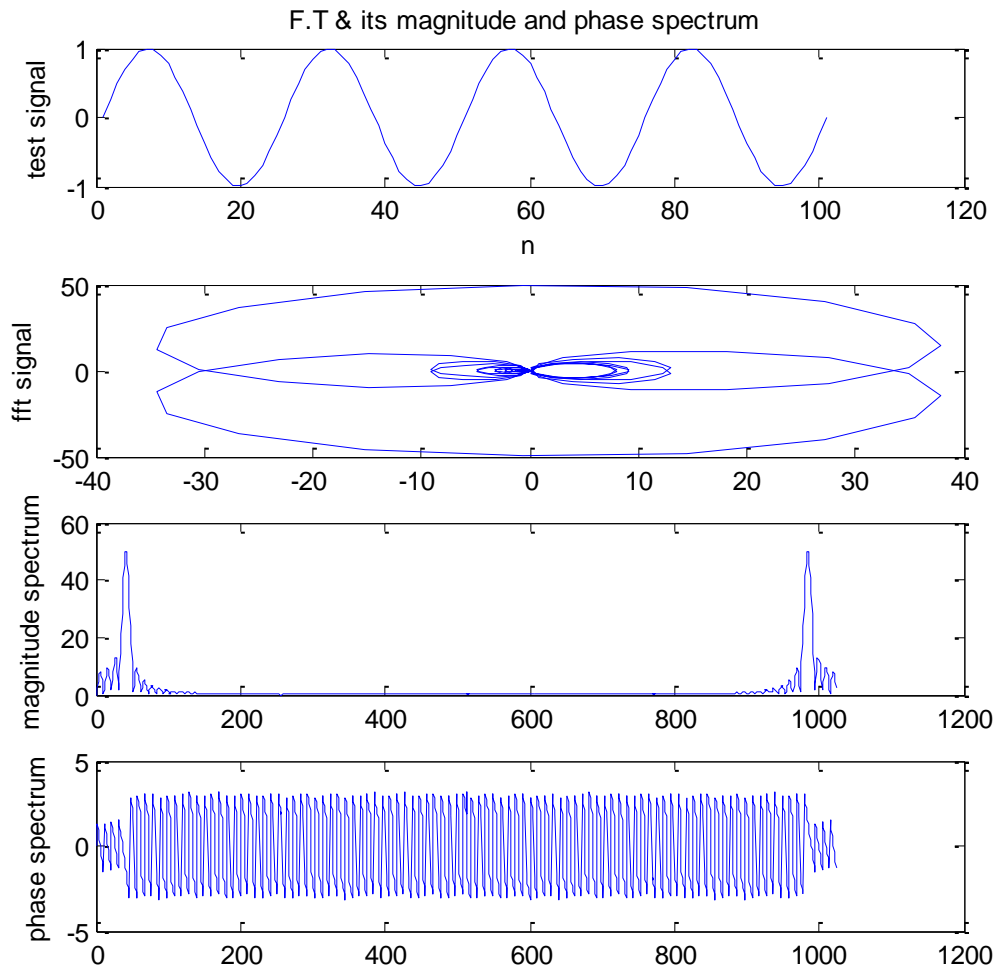 F.T & its magnitude and phase spectrum
1
0
-1
test signal
0 20 40 60 80 100 120
n
50
0
-50
fft signal
-40 -30 -20 -10 0 10 20 30 40
60
40
20
0
magnitude spectrum
0 200 400 600 800 1000 1200
5
0
-5
phase spectrum
0 200 400 600 800 1000 1200